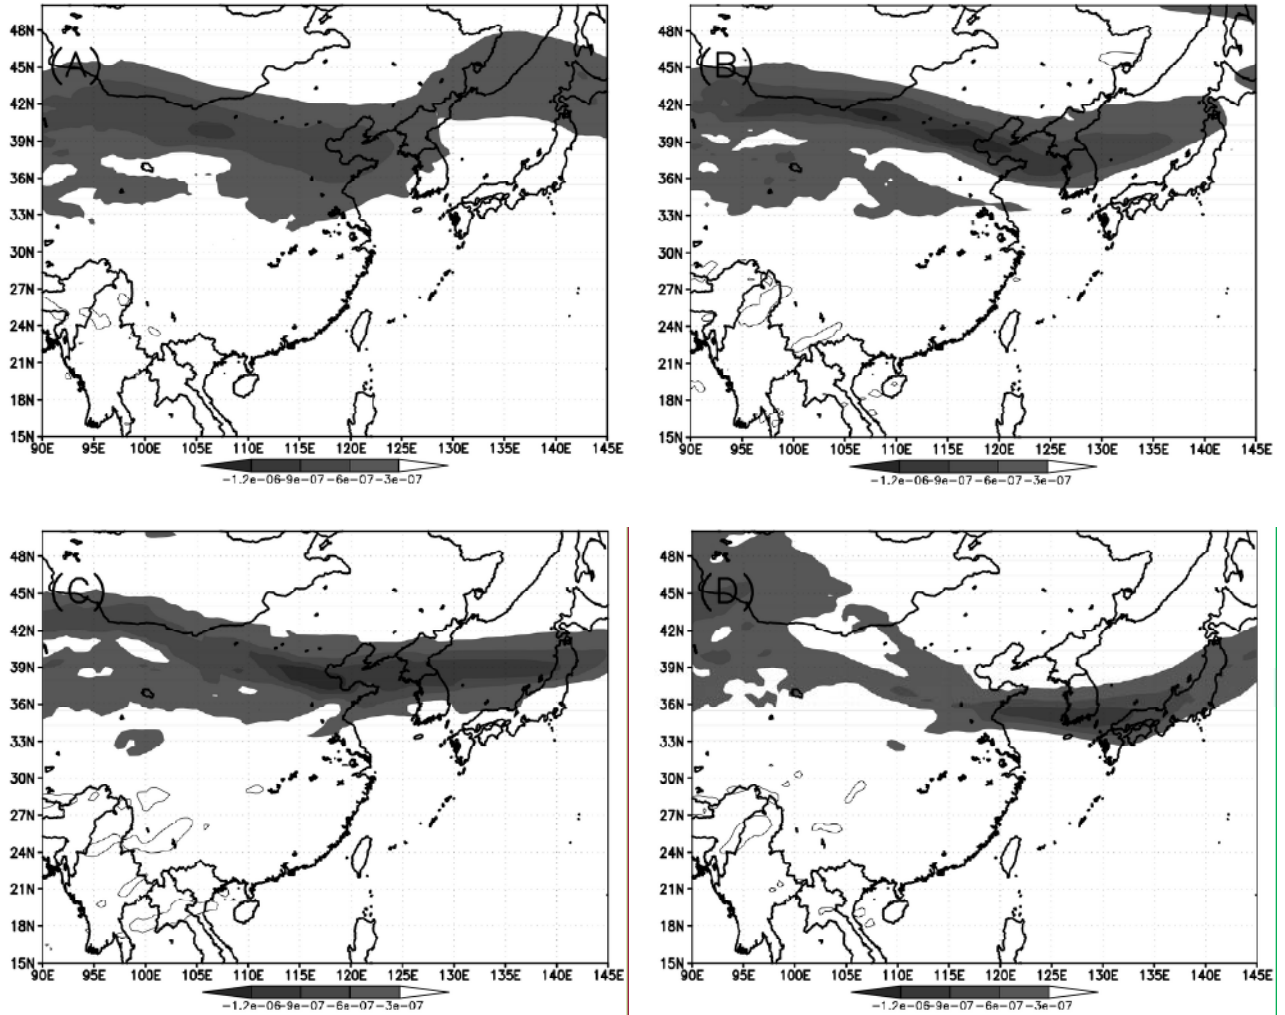 48N
(A)
45N
42N
39N
36N
33N
30N
27N
24N
21N
18N
15N
90E 95E 100E 105E 110E 115E 120E 125E 130E 135E 140E 145E
-1.2e-06-9e-07 -6e-07 -3e-07
48N
(B)
45N
42N
39N
36N
33N
30N
27N
24N
21N
18N
15N
90E 95E 100E 105E 110E 115E 120E 125E 130E 135E 140E 145E
-1.2e-06-9e-07 -6e-07 -3e-07
48N
45N
(C)
42N
39N
36N
33N
30N
27N
24N
21N
18N
15N
90E 95E 100E 105E 110E 115E 120E 125E 130E 135E 140E 145E
-1.2e-06-9e-07 -6e-07 -3e-07
48N
45N
(D)
42N
39N
36N
33N
30N
27N
24N
21N
18N
15N
90E 95E 100E 105E 110E 115E 120E 125E 130E 135E 140E 145E
-1.2e-06-9e-07 -6e-07 -3e-07